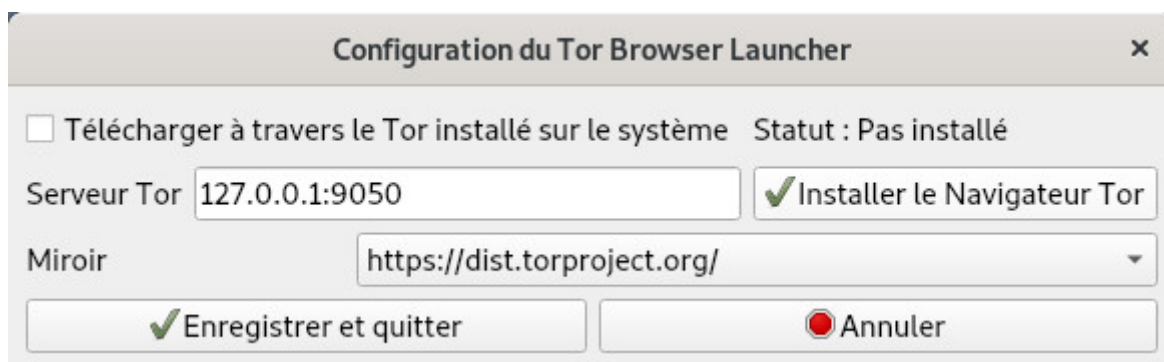 Configuration du Tor Browser Launcher
Télécharger à travers le Tor installé sur le système Statut : Pas installé
Serveur Tor 127.0.0.1:9050 Installer le Navigateur Tor
Miroir https://dist.torproject.org/
Enregistrer et quitter Annuler